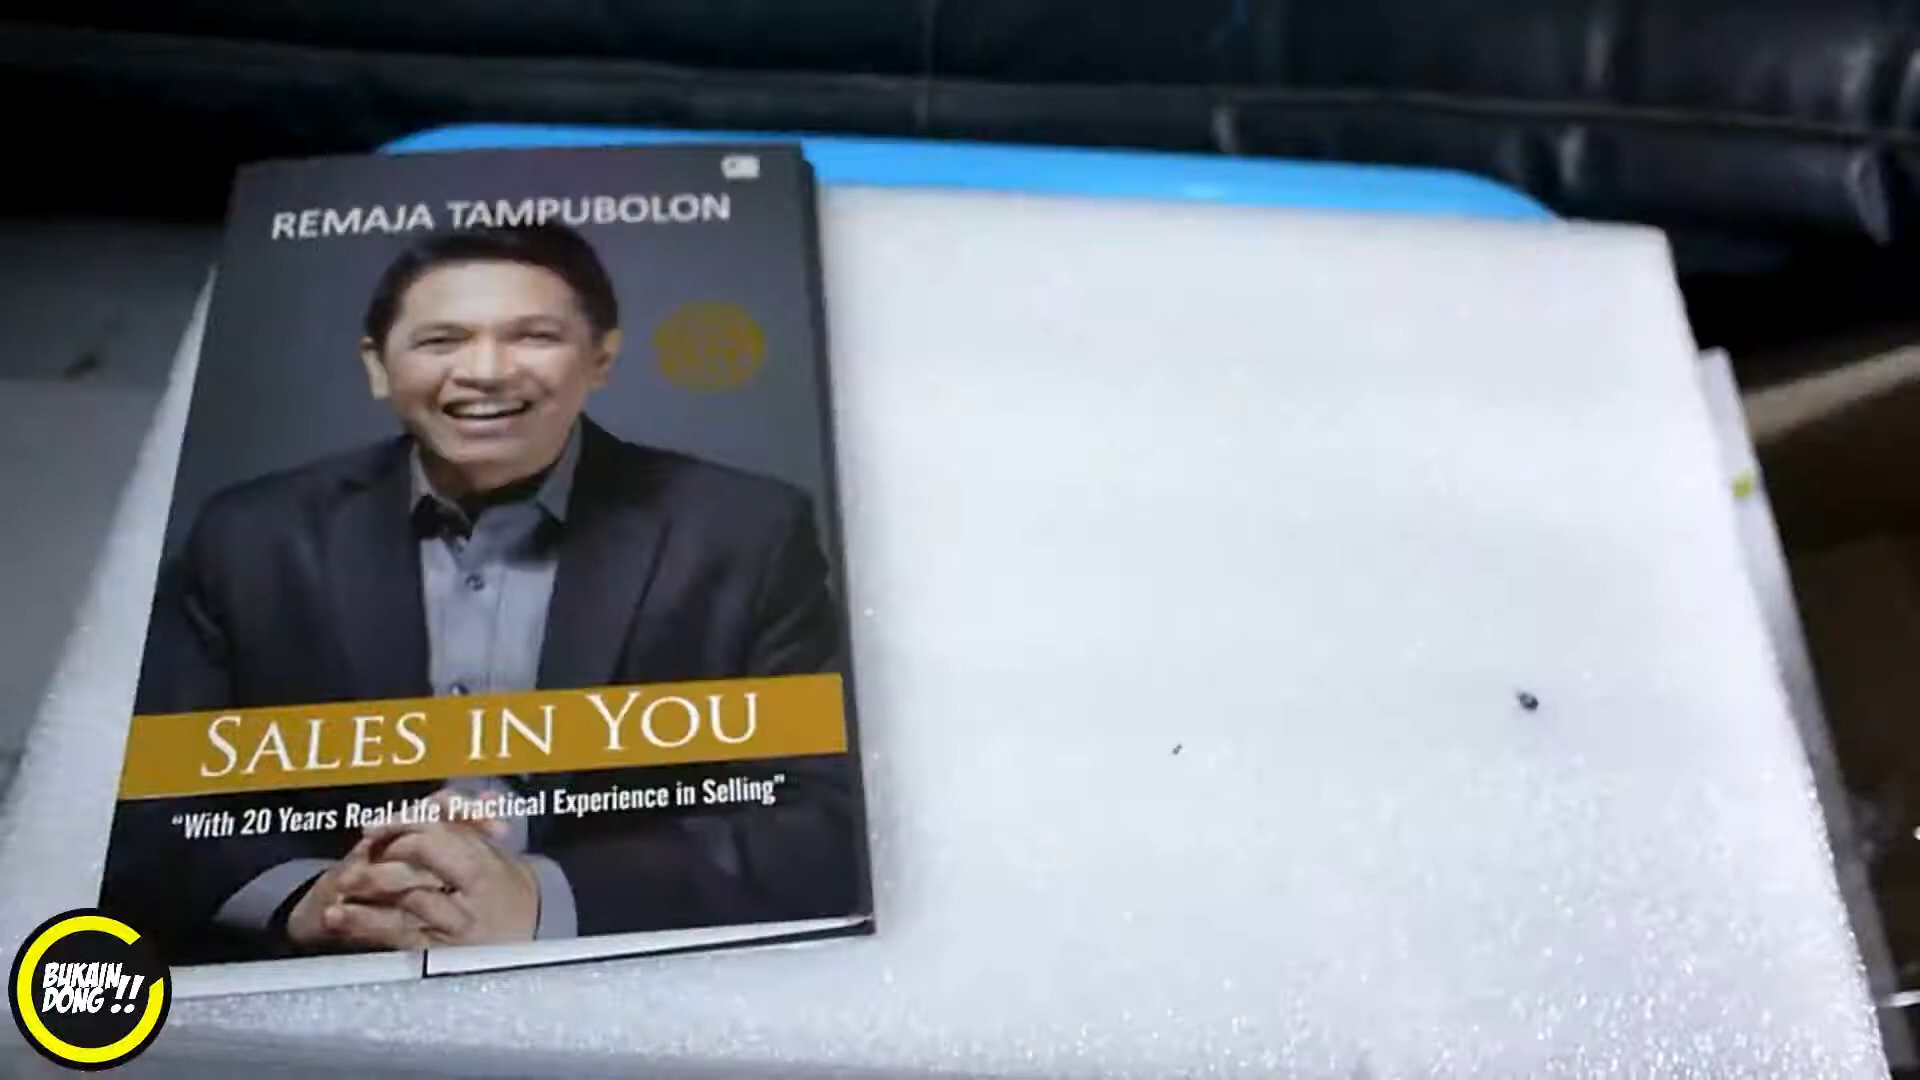 REMAJA TAMPUBOLON
SALES IN YOU
"With 20 Years Real Life Practical Experience in Selling"
BUKAIN
DONG!!